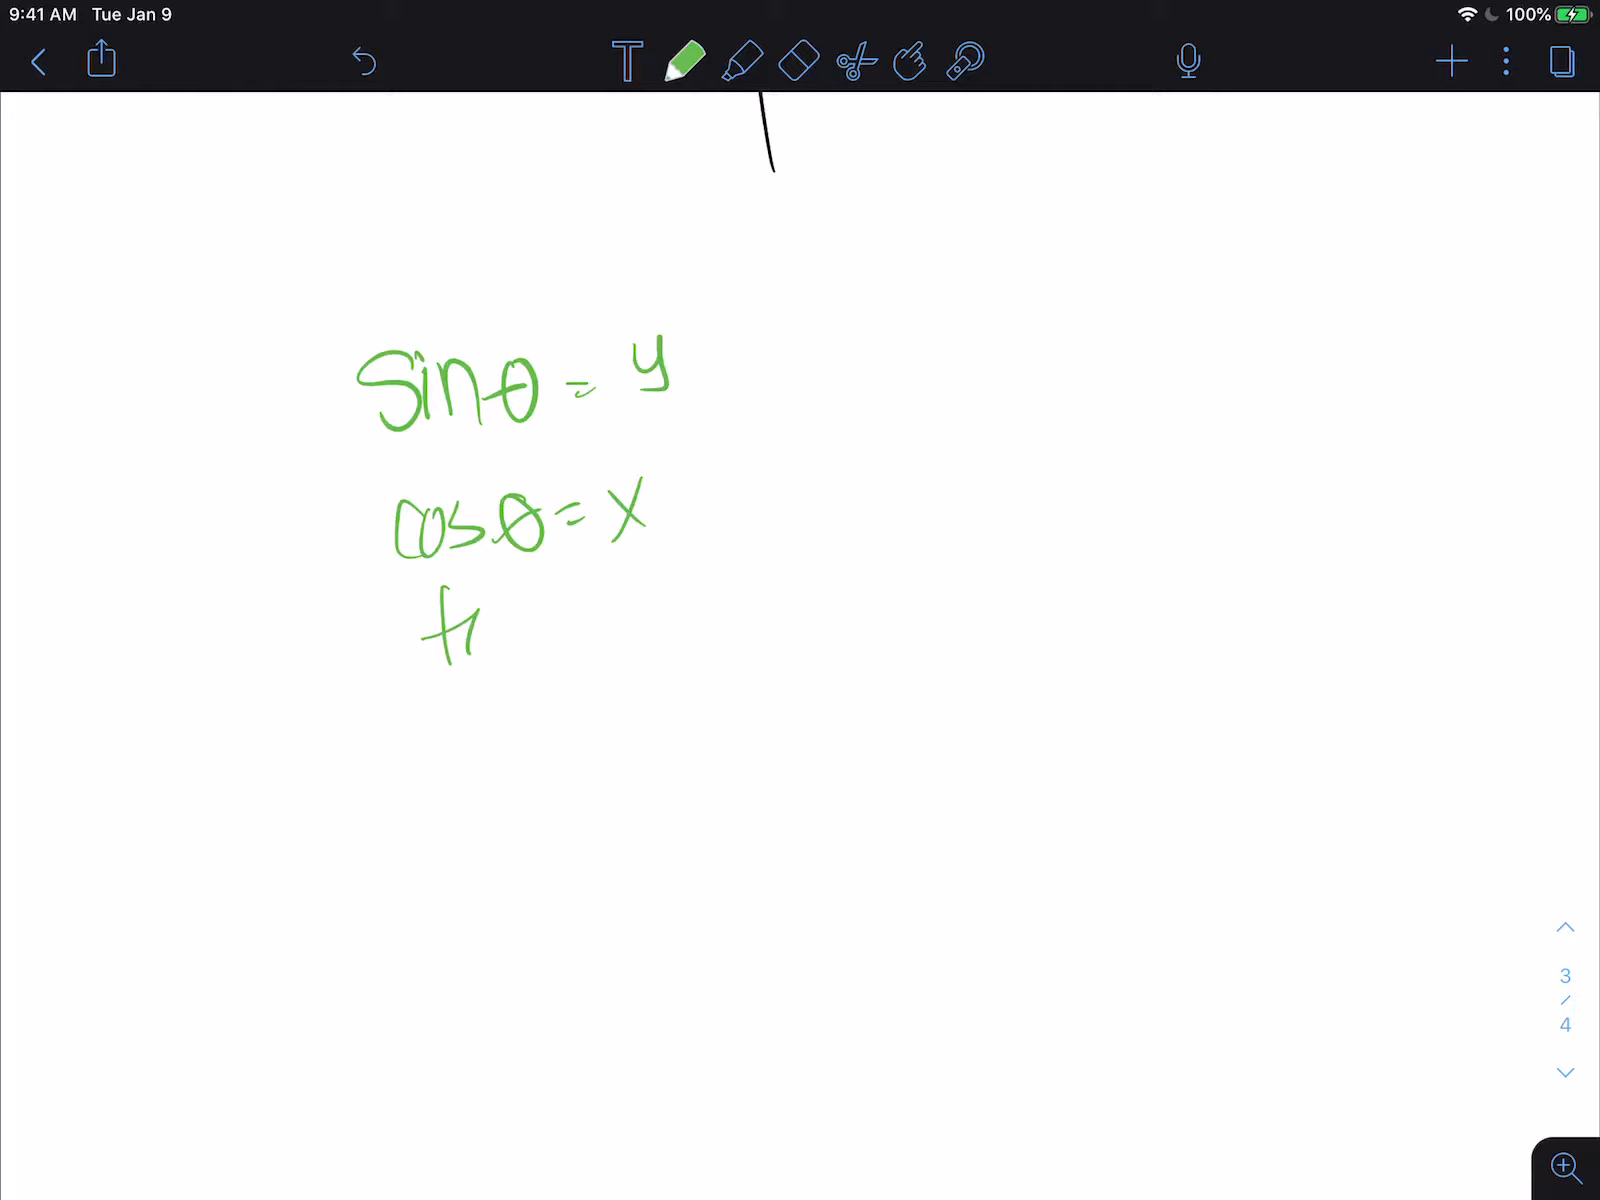 9:41 AM Tue Jan 9 100%
T
sinθ = y
cosθ = x
3
/
4